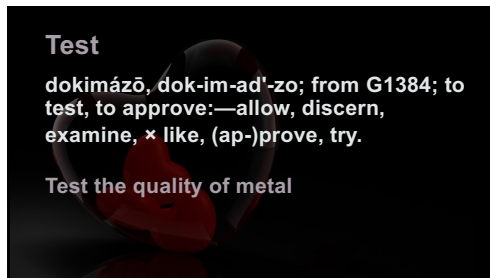 Test
dokimázō, dok-im-ad'-zo; from G1384; to
test, to approve:—allow, discern,
examine, × like, (ap-)prove, try.
Test the quality of metal